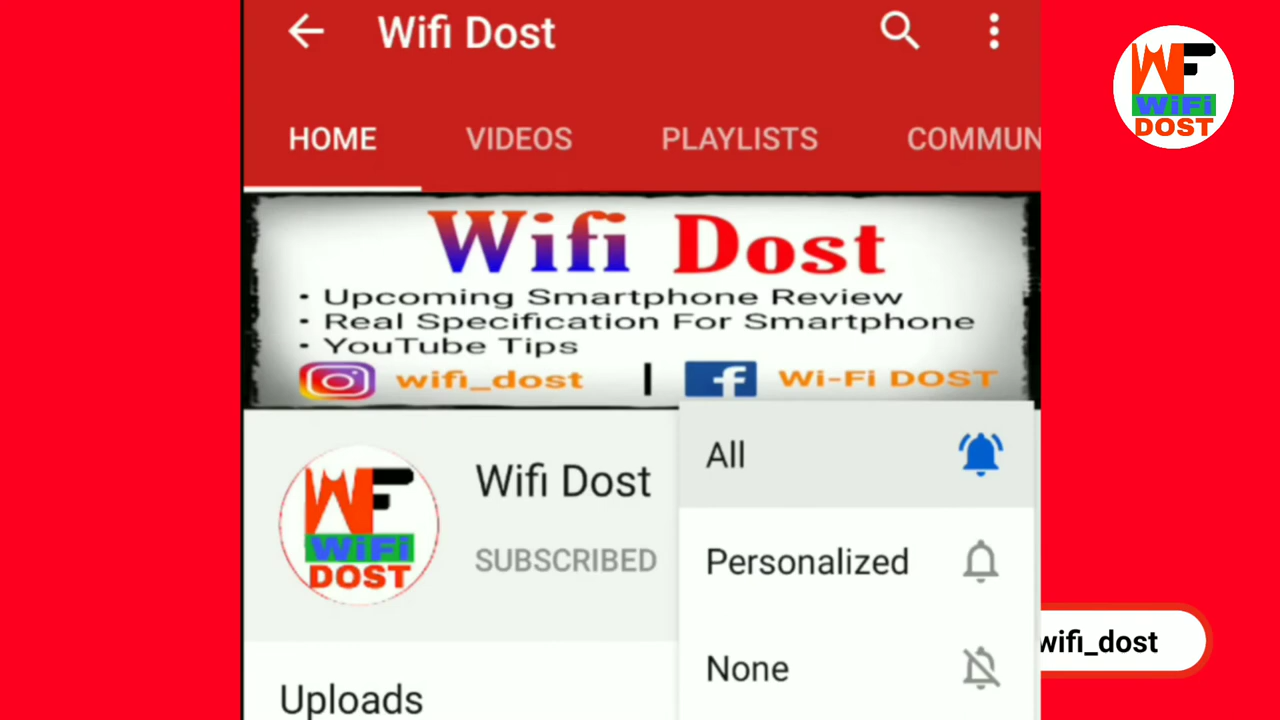 Wifi Dost
WF
WiFi
DOST
HOME VIDEOS PLAYLISTS COMMUN
Wifi Dost
• Upcoming Smartphone Review
• Real Specification For Smartphone
• YouTube Tips
wifi_dost | f Wi-Fi DOST
All
WF
WiFi
DOST
Wifi Dost
SUBSCRIBED
Personalized
wifi_dost
None
Uploads